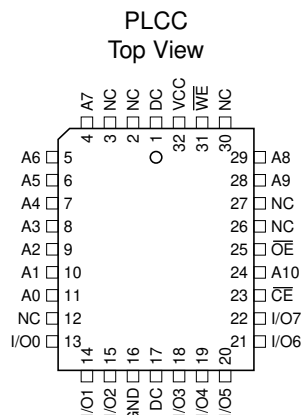 PLCC
Top View
A7
NC
NC
DC
VCC
WE
NC
4
3
2
1
32
31
30
A6 5
A5 6
A4 7
A3 8
A2 9
A1 10
A0 11
NC 12
I/O0 13
29 A8
28 A9
27 NC
26 NC
25 OE
24 A10
23 CE
22 I/O7
21 I/O6
14
15
16
17
18
19
20
I/O1
I/O2
GND
DC
I/O3
I/O4
I/O5